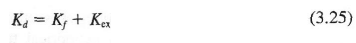 K_d = K_f + K_ex (3.25)